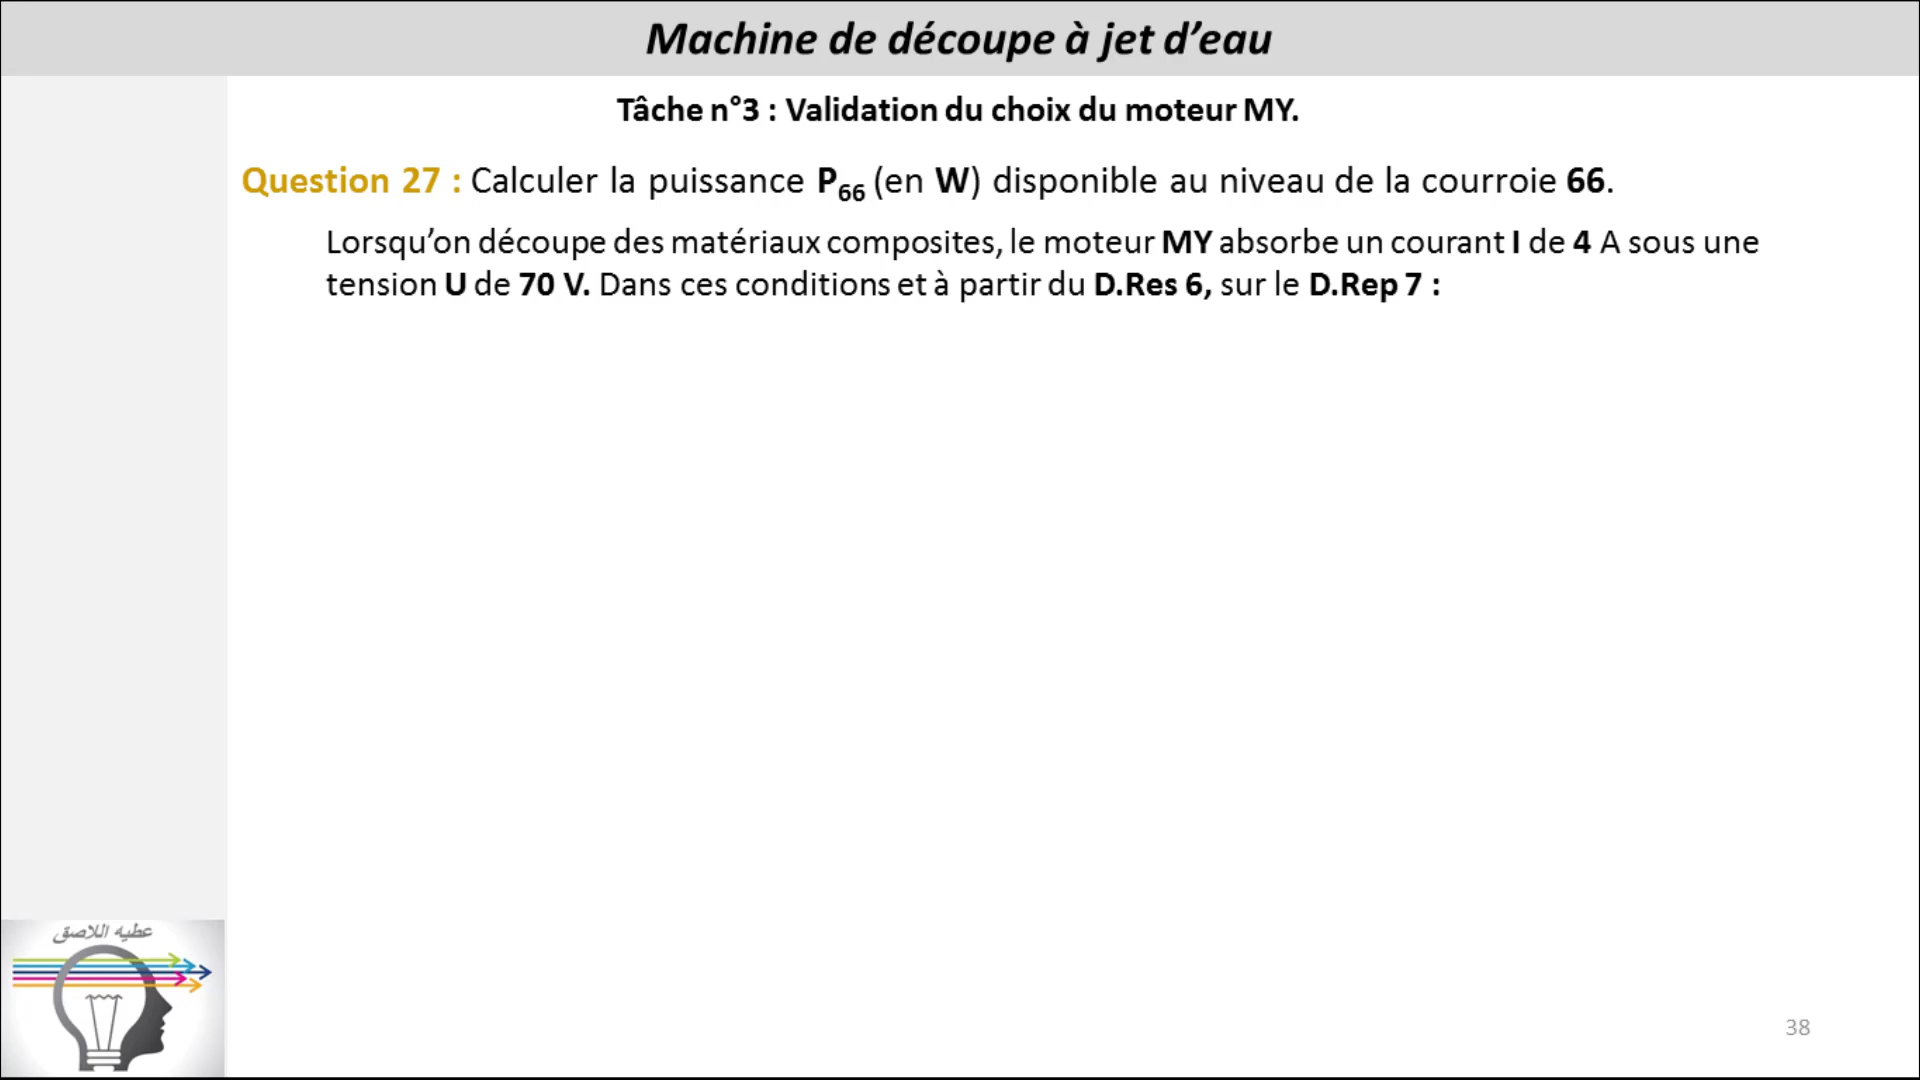 Machine de découpe à jet d’eau
Tâche n°3 : Validation du choix du moteur MY.
Question 27 : Calculer la puissance P66 (en W) disponible au niveau de la courroie 66.
Lorsqu’on découpe des matériaux composites, le moteur MY absorbe un courant I de 4 A sous une
tension U de 70 V. Dans ces conditions et à partir du D.Res 6, sur le D.Rep 7 :
عطيه اللاصق
38